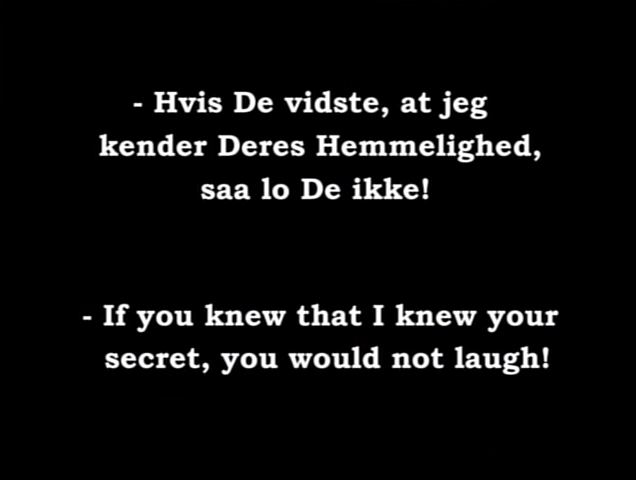 - Hvis De vidste, at jeg
kender Deres Hemmelighed,
saa lo De ikke!
- If you knew that I knew your
secret, you would not laugh!